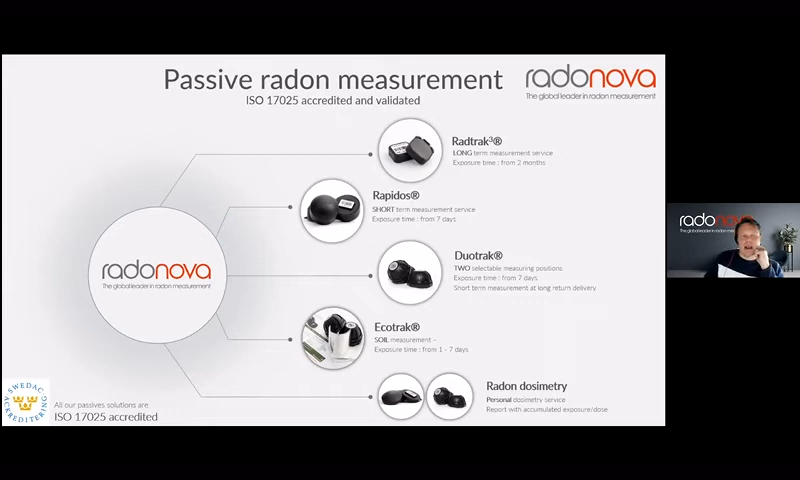 Passive radon measurement
ISO 17025 accredited and validated
radonova
The global leader in radon measurement
Radtrak³®
LONG term measurement service
Exposure time : from 2 months
Rapidos®
SHORT term measurement service
Exposure time : from 7 days
Duotrak®
TWO selectable measuring positions
Exposure time : from 7 days
Short term measurement at long return delivery
radonova
The global leader in radon measurement
Ecotrak®
SOIL measurement –
Exposure time : from 1 - 7 days
Radon dosimetry
Personal dosimetry service
Report with accumulated exposure/dose
SWEDAC
ACKREDITERING
All our passives solutions are
ISO 17025 accredited
radonova
The global leader in radon